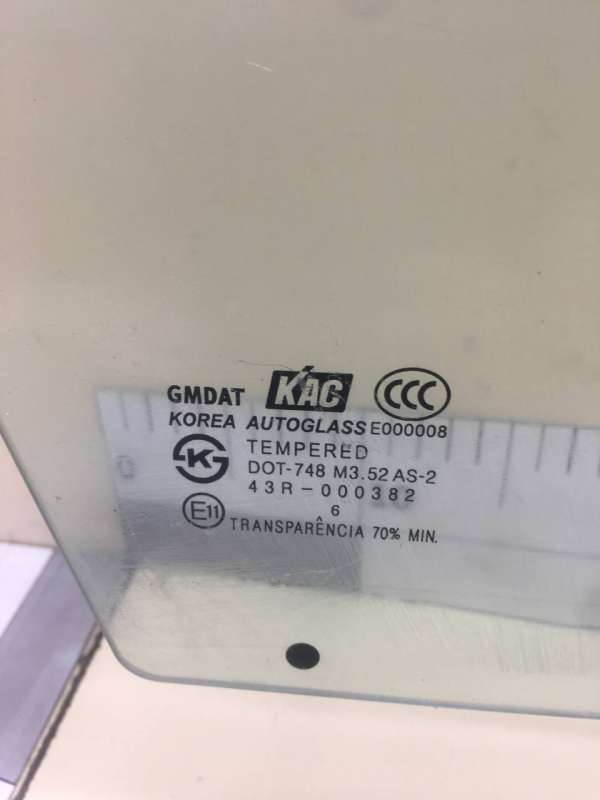 GMDAT KAC CCC
KOREA AUTOGLASS E000008
K TEMPERED
DOT-748 M3.52 AS-2
43R-000382
E11 6
TRANSPARÊNCIA 70% MIN.
0